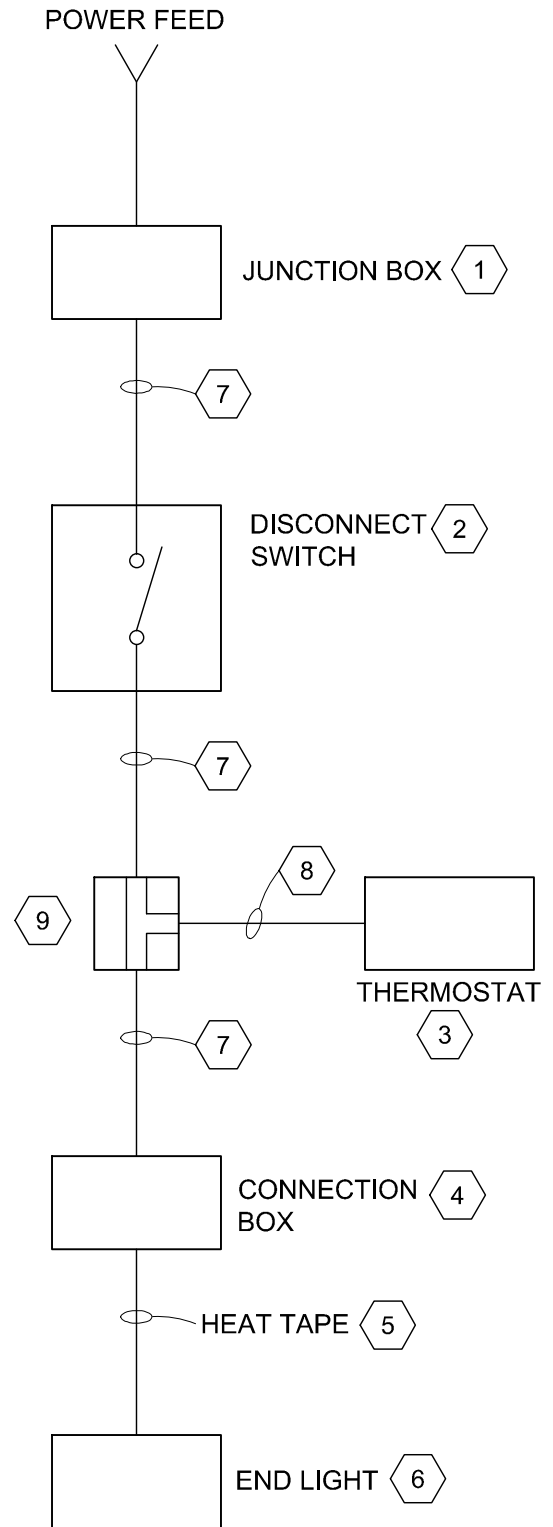 POWER FEED
JUNCTION BOX 1
7
DISCONNECT 2
SWITCH
7
8
9
THERMOSTAT
3
7
CONNECTION 4
BOX
HEAT TAPE 5
END LIGHT 6